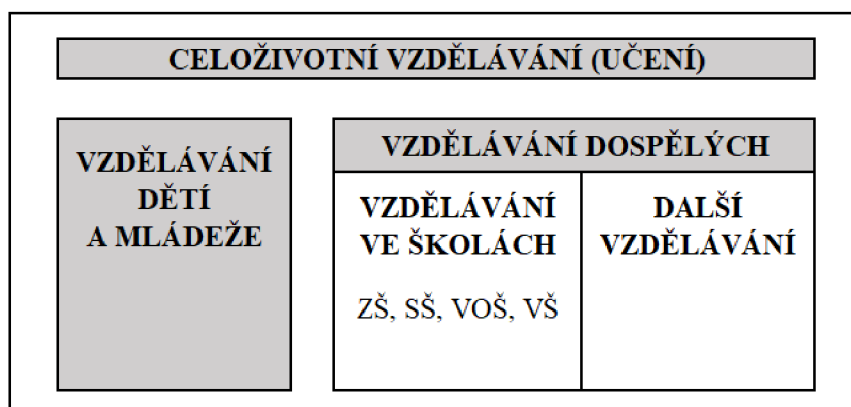 CELOŽIVOTNÍ VZDĚLÁVÁNÍ (UČENÍ)
VZDĚLÁVÁNÍ
DĚTÍ
A MLÁDEŽE
VZDĚLÁVÁNÍ DOSPĚLÝCH
VZDĚLÁVÁNÍ
VE ŠKOLÁCH
ZŠ, SŠ, VOŠ, VŠ
DALŠÍ
VZDĚLÁVÁNÍ